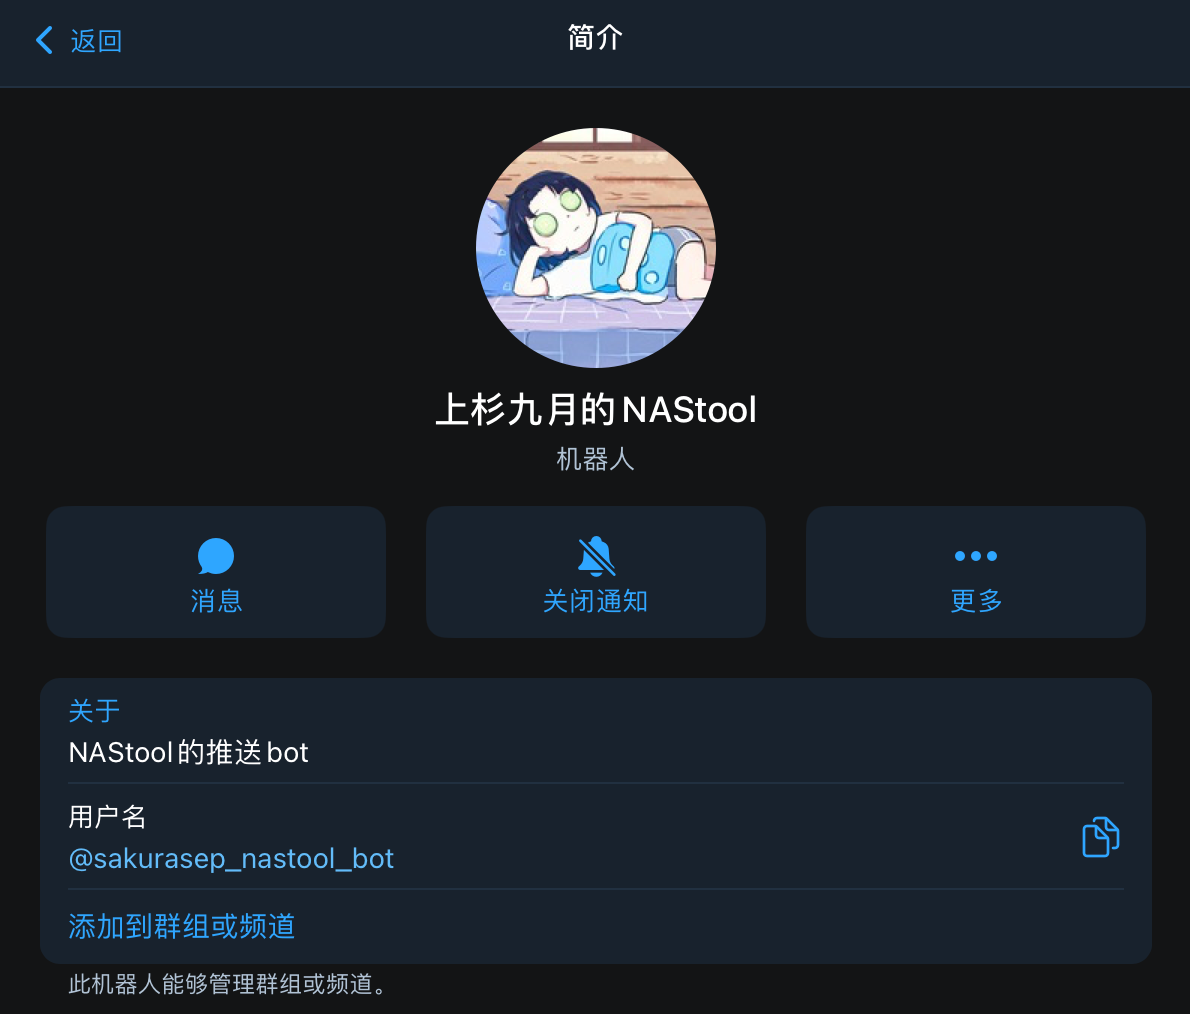 返回
简介
上杉九月的NAStool
机器人
消息
关闭通知
更多
关于
NAStool的推送bot
用户名
@sakurasep_nastool_bot
添加到群组或频道
此机器人能够管理群组或频道。